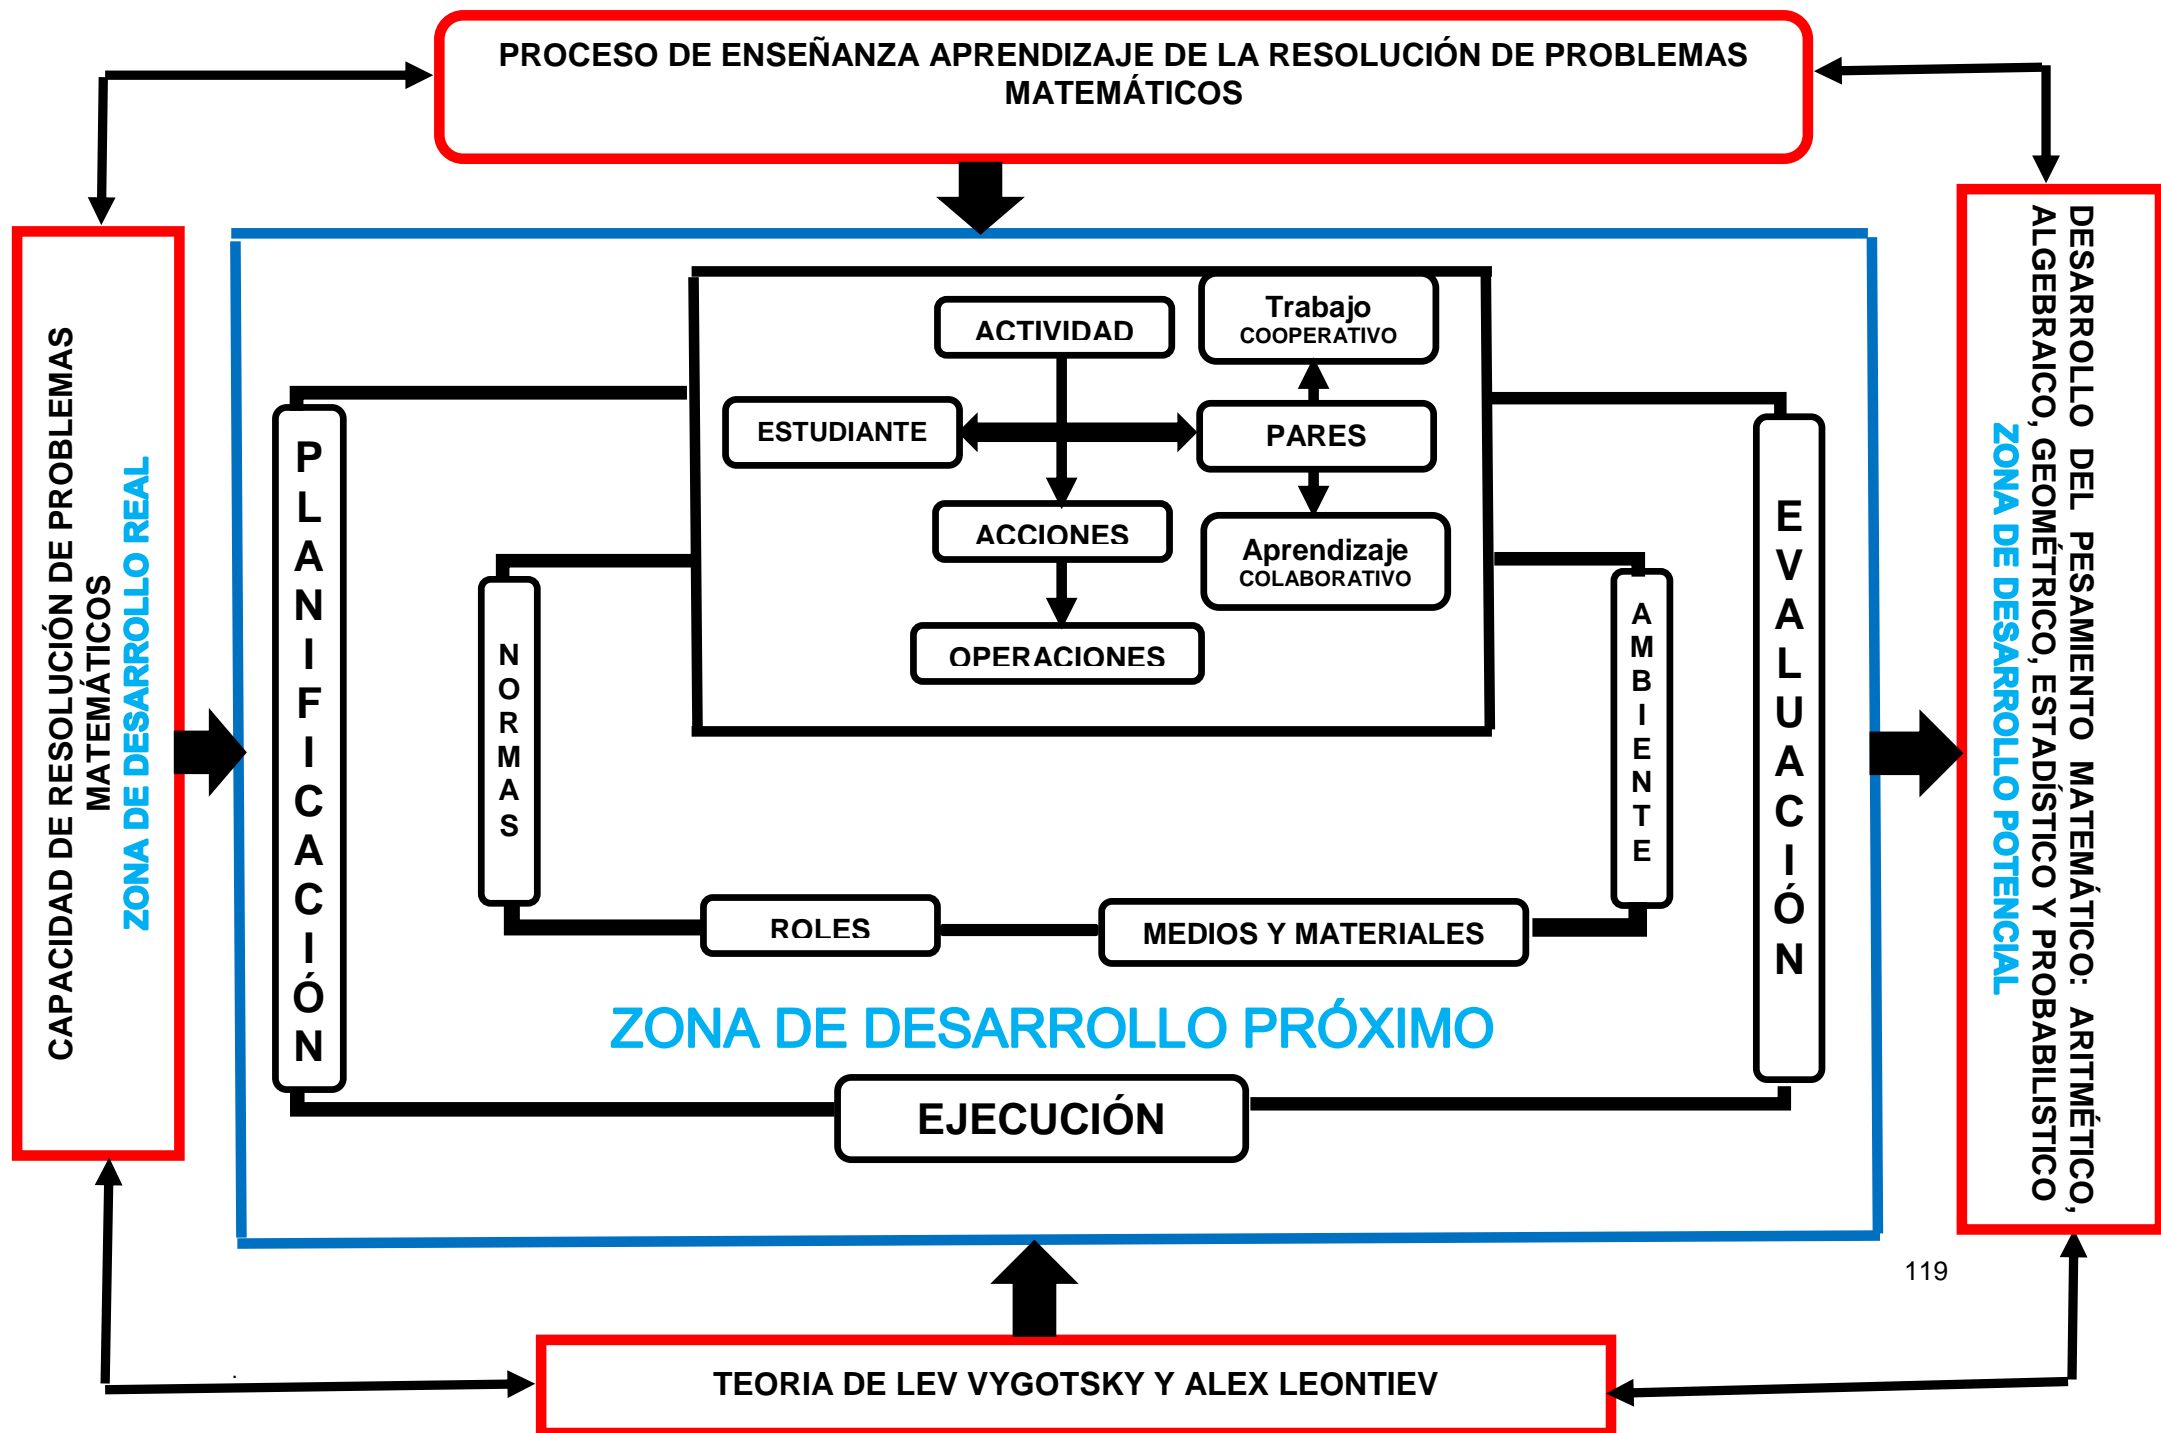 PROCESO DE ENSEÑANZA APRENDIZAJE DE LA RESOLUCIÓN DE PROBLEMAS
MATEMÁTICOS
CAPACIDAD DE RESOLUCIÓN DE PROBLEMAS
MATEMÁTICOS
ZONA DE DESARROLLO REAL
PLANIFICACIÓN
NORMAS
ACTIVIDAD
Trabajo
COOPERATIVO
ESTUDIANTE
PARES
ACCIONES
Aprendizaje
COLABORATIVO
OPERACIONES
AMBIENTE
EVALUACIÓN
ROLES
MEDIOS Y MATERIALES
ZONA DE DESARROLLO PRÓXIMO
EJECUCIÓN
DESARROLLO DEL PESAMIENTO MATEMÁTICO: ARITMÉTICO,
ALGEBRAICO, GEOMÉTRICO, ESTADÍSTICO Y PROBABILISTICO
ZONA DE DESARROLLO POTENCIAL
119
TEORIA DE LEV VYGOTSKY Y ALEX LEONTIEV
.